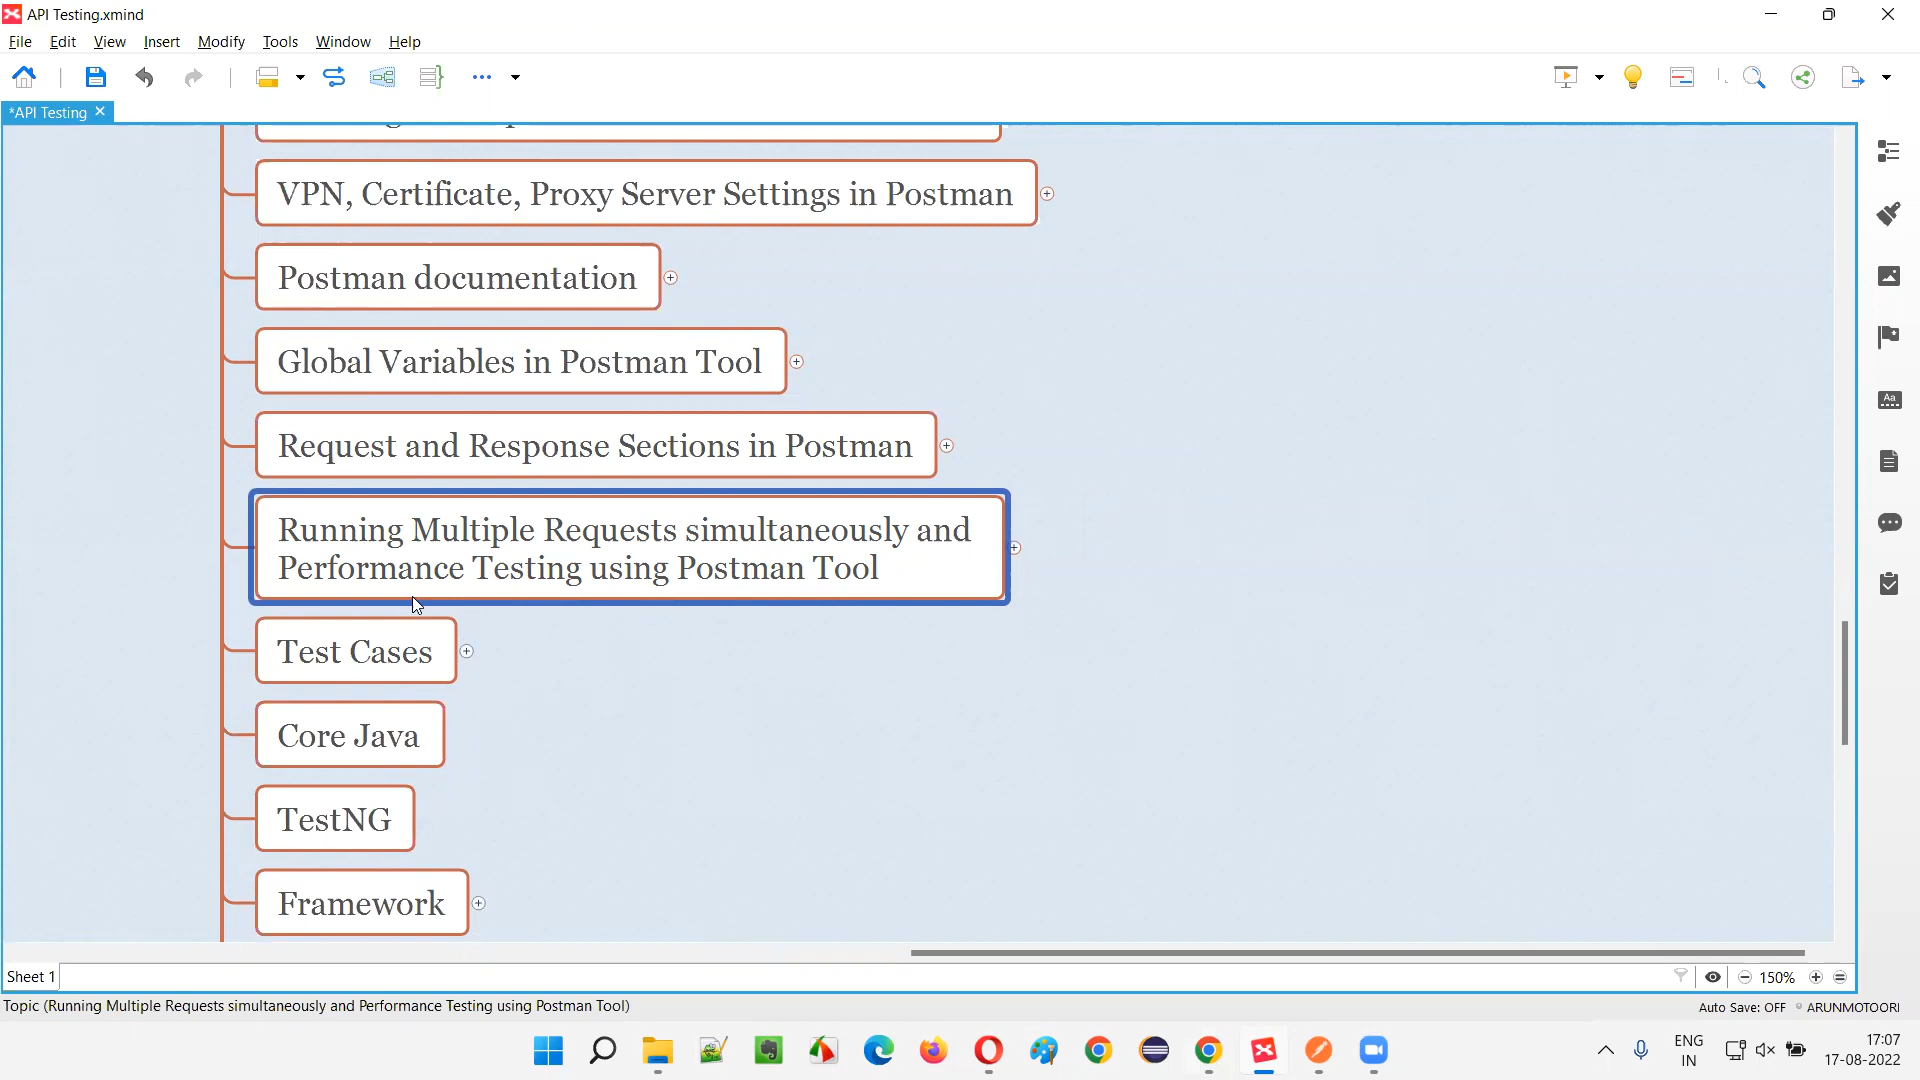 API Testing.xmind
File Edit View Insert Modify Tools Window Help
*API Testing
VPN, Certificate, Proxy Server Settings in Postman
Postman documentation
Global Variables in Postman Tool
Request and Response Sections in Postman
Running Multiple Requests simultaneously and
Performance Testing using Postman Tool
Test Cases
Core Java
TestNG
Framework
Sheet 1
150%
Topic (Running Multiple Requests simultaneously and Performance Testing using Postman Tool)
Auto Save: OFF
ARUNMOTOORI
ENG
IN
17:07
17-08-2022